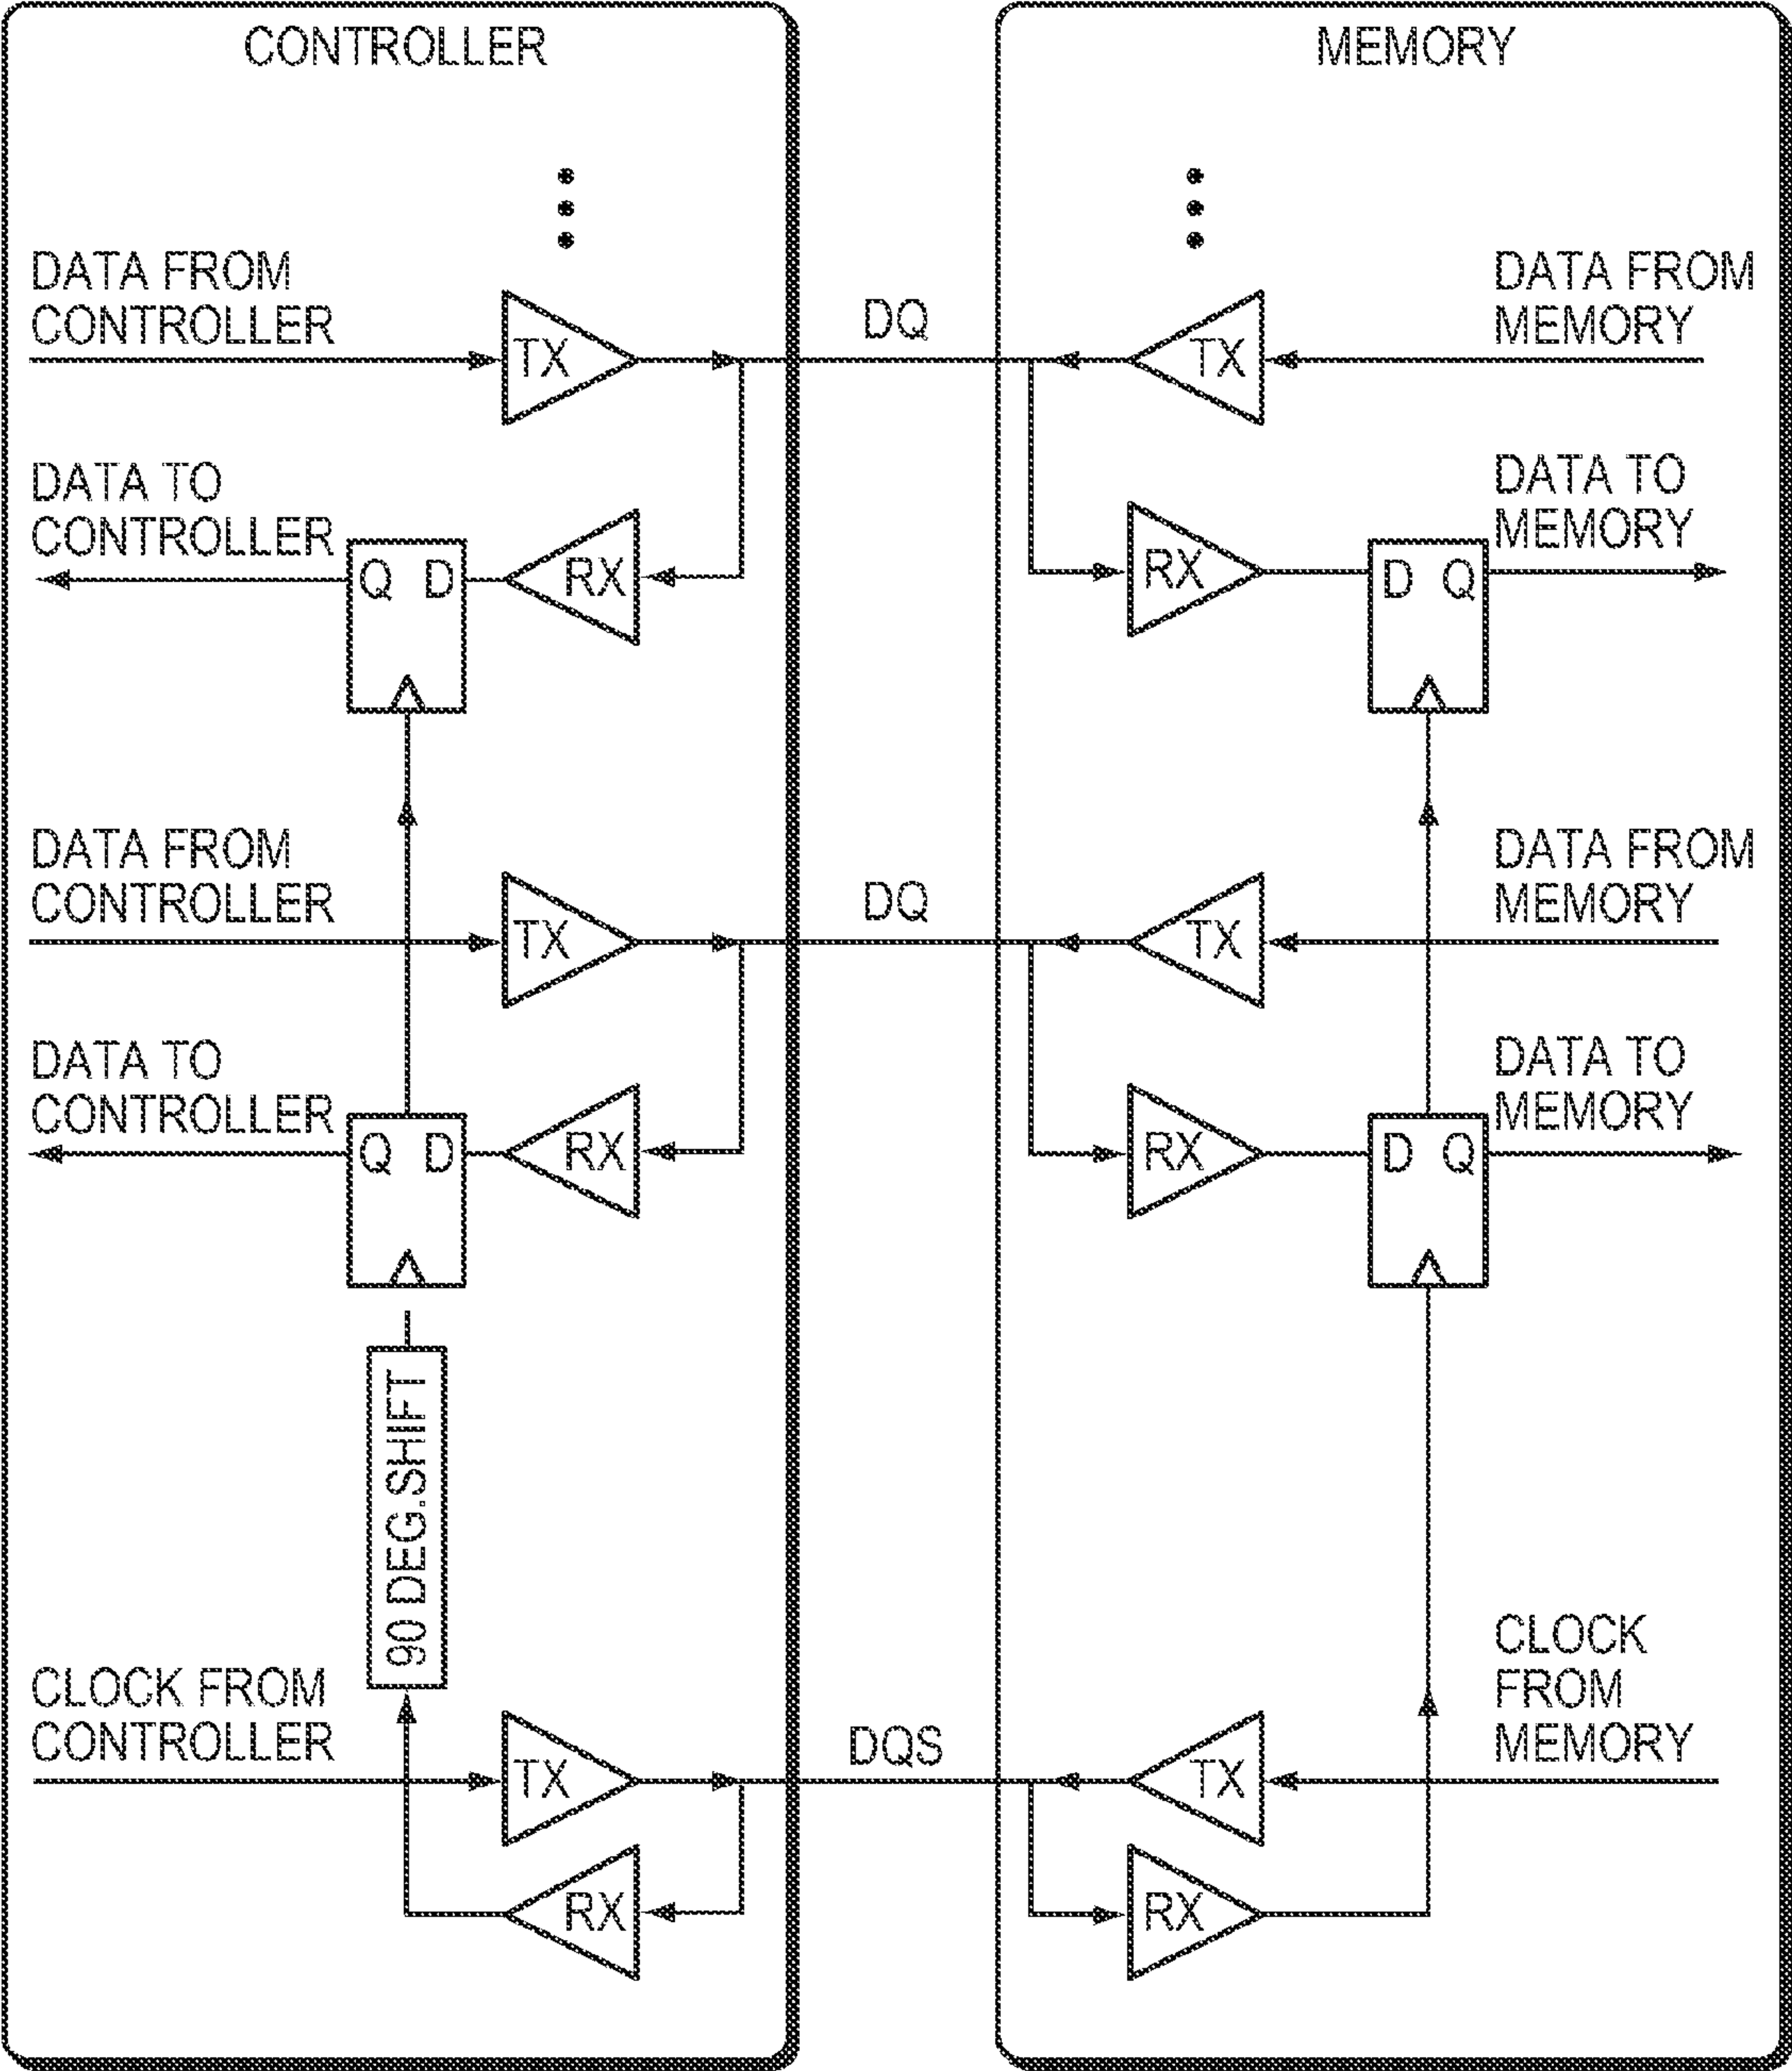 CONTROLLER
MEMORY
DATA FROM
CONTROLLER
TX
DQ
TX
DATA FROM
MEMORY
DATA TO
CONTROLLER
Q D
RX
RX
D Q
DATA TO
MEMORY
DATA FROM
CONTROLLER
TX
DQ
TX
DATA FROM
MEMORY
DATA TO
CONTROLLER
Q D
RX
RX
D Q
DATA TO
MEMORY
90 DEG.SHIFT
CLOCK FROM
CONTROLLER
TX
DQS
TX
CLOCK
FROM
MEMORY
RX
RX